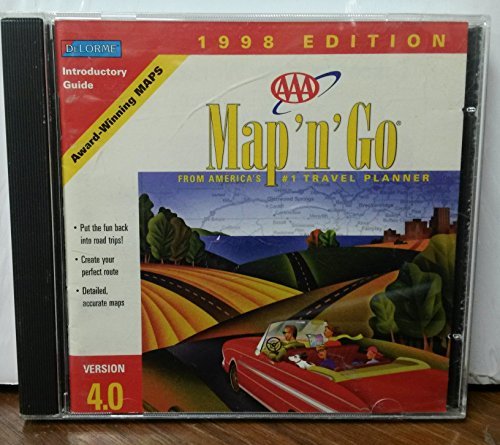 DELORME
1998 EDITION
Introductory
Guide
Award-Winning MAPS
AAA
Map 'n' Go®
FROM AMERICA'S #1 TRAVEL PLANNER
• Put the fun back
into road trips!
• Create your
perfect route
• Detailed,
accurate maps
VERSION
4.0